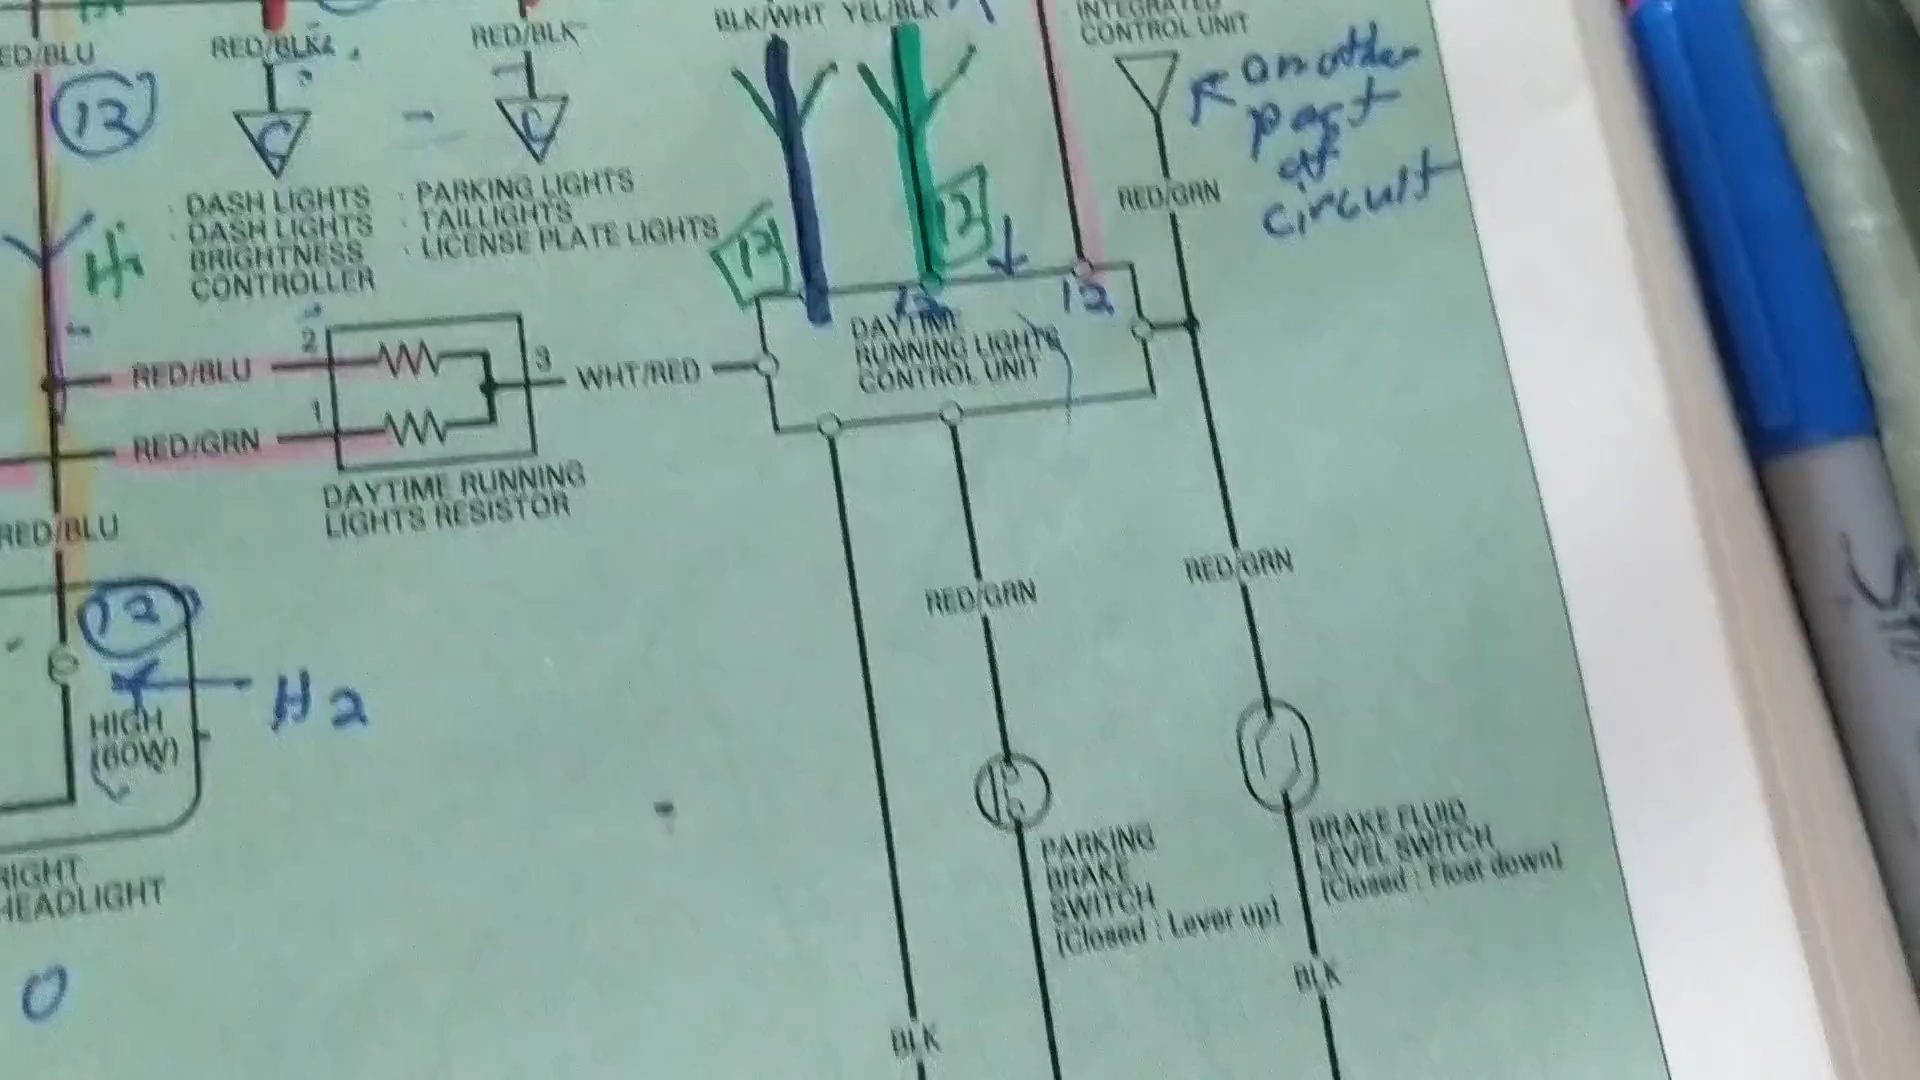 BLK/WHT YEL/BLK
INTEGRATED
CONTROL UNIT
ED/BLU
RED/BLK
RED/BLK
12
C
C
another
part
of
circuit
DASH LIGHTS
DASH LIGHTS
BRIGHTNESS
CONTROLLER
PARKING LIGHTS
TAILLIGHTS
LICENSE PLATE LIGHTS
RED/GRN
Hi
12
12
12
12
DAYTIME
RUNNING LIGHTS
CONTROL UNIT
2
RED/BLU
3
WHT/RED
1
RED/GRN
DAYTIME RUNNING
LIGHTS RESISTOR
RED/BLU
RED/GRN
RED/GRN
12
H2
HIGH
(60W)
RIGHT
HEADLIGHT
PARKING
BRAKE
SWITCH
[Closed : Lever up]
BRAKE FLUID
LEVEL SWITCH
[Closed : Float down]
BLK
BLK
0